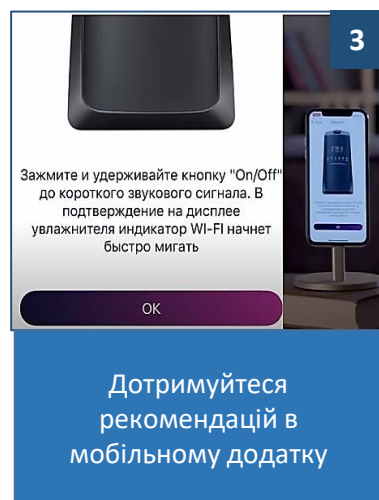 3
Зажмите и удерживайте кнопку "On/Off"
до короткого звукового сигнала. В
подтверждение на дисплее
увлажнителя индикатор WI-FI начнет
быстро мигать
OK
Дотримуйтеся
рекомендацій в
мобільному додатку